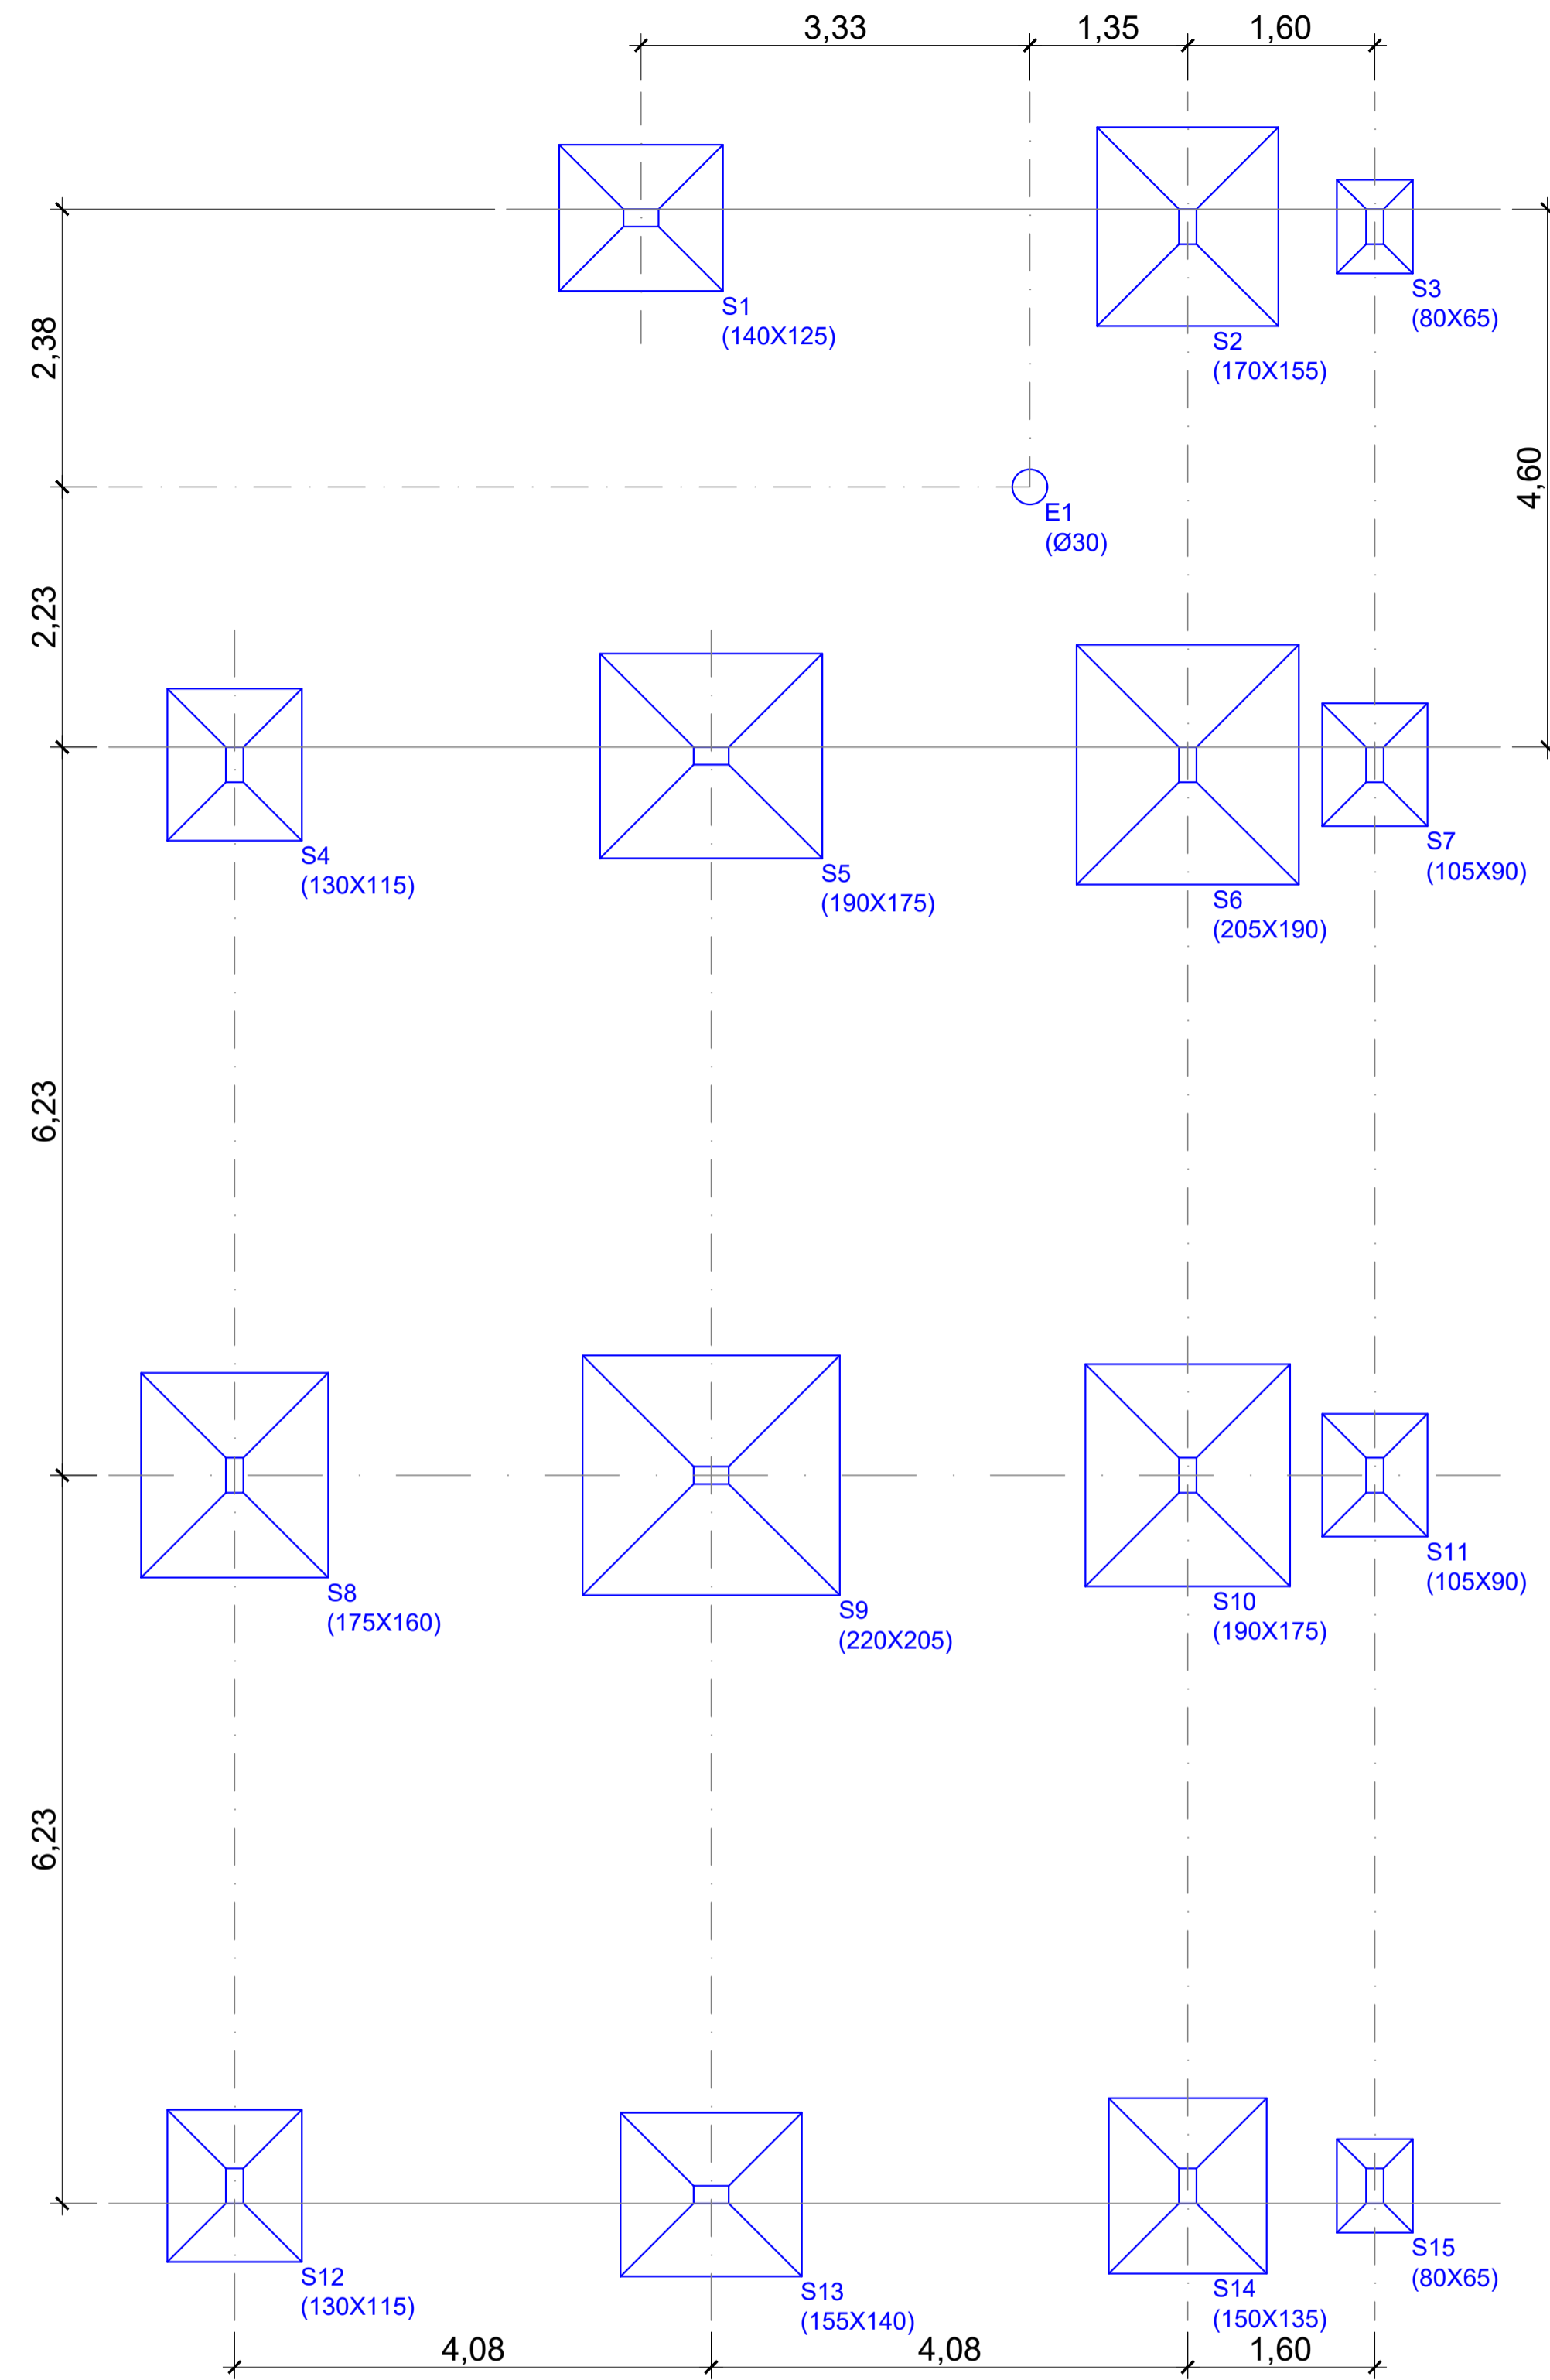 3,33
1,35
1,60
S1
(140X125)
S2
(170X155)
S3
(80X65)
2,38
4,60
E1
(Ø30)
2,23
S4
(130X115)
S5
(190X175)
S6
(205X190)
S7
(105X90)
6,23
S8
(175X160)
S9
(220X205)
S10
(190X175)
S11
(105X90)
6,23
S12
(130X115)
S13
(155X140)
S14
(150X135)
S15
(80X65)
4,08
4,08
1,60